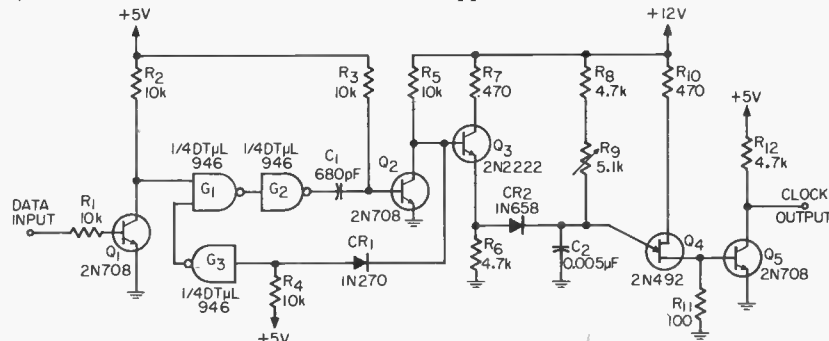 +5V
+12V
R2
10k
R3
10k
R5
10k
R7
470
R8
4.7k
R10
470
+5V
1/4DTμL
946
1/4DTμL
946
C1
680pF
Q2
Q3
2N2222
R9
5.1k
R12
4.7k
DATA
INPUT
R1
10k
G1
G2
2N708
CR2
1N658
CLOCK
OUTPUT
Q1
2N708
G3
CR1
1N270
R6
4.7k
C2
0.005μF
Q4
2N492
Q5
2N708
1/4DTμL
946
R4
10k
+5V
R11
100